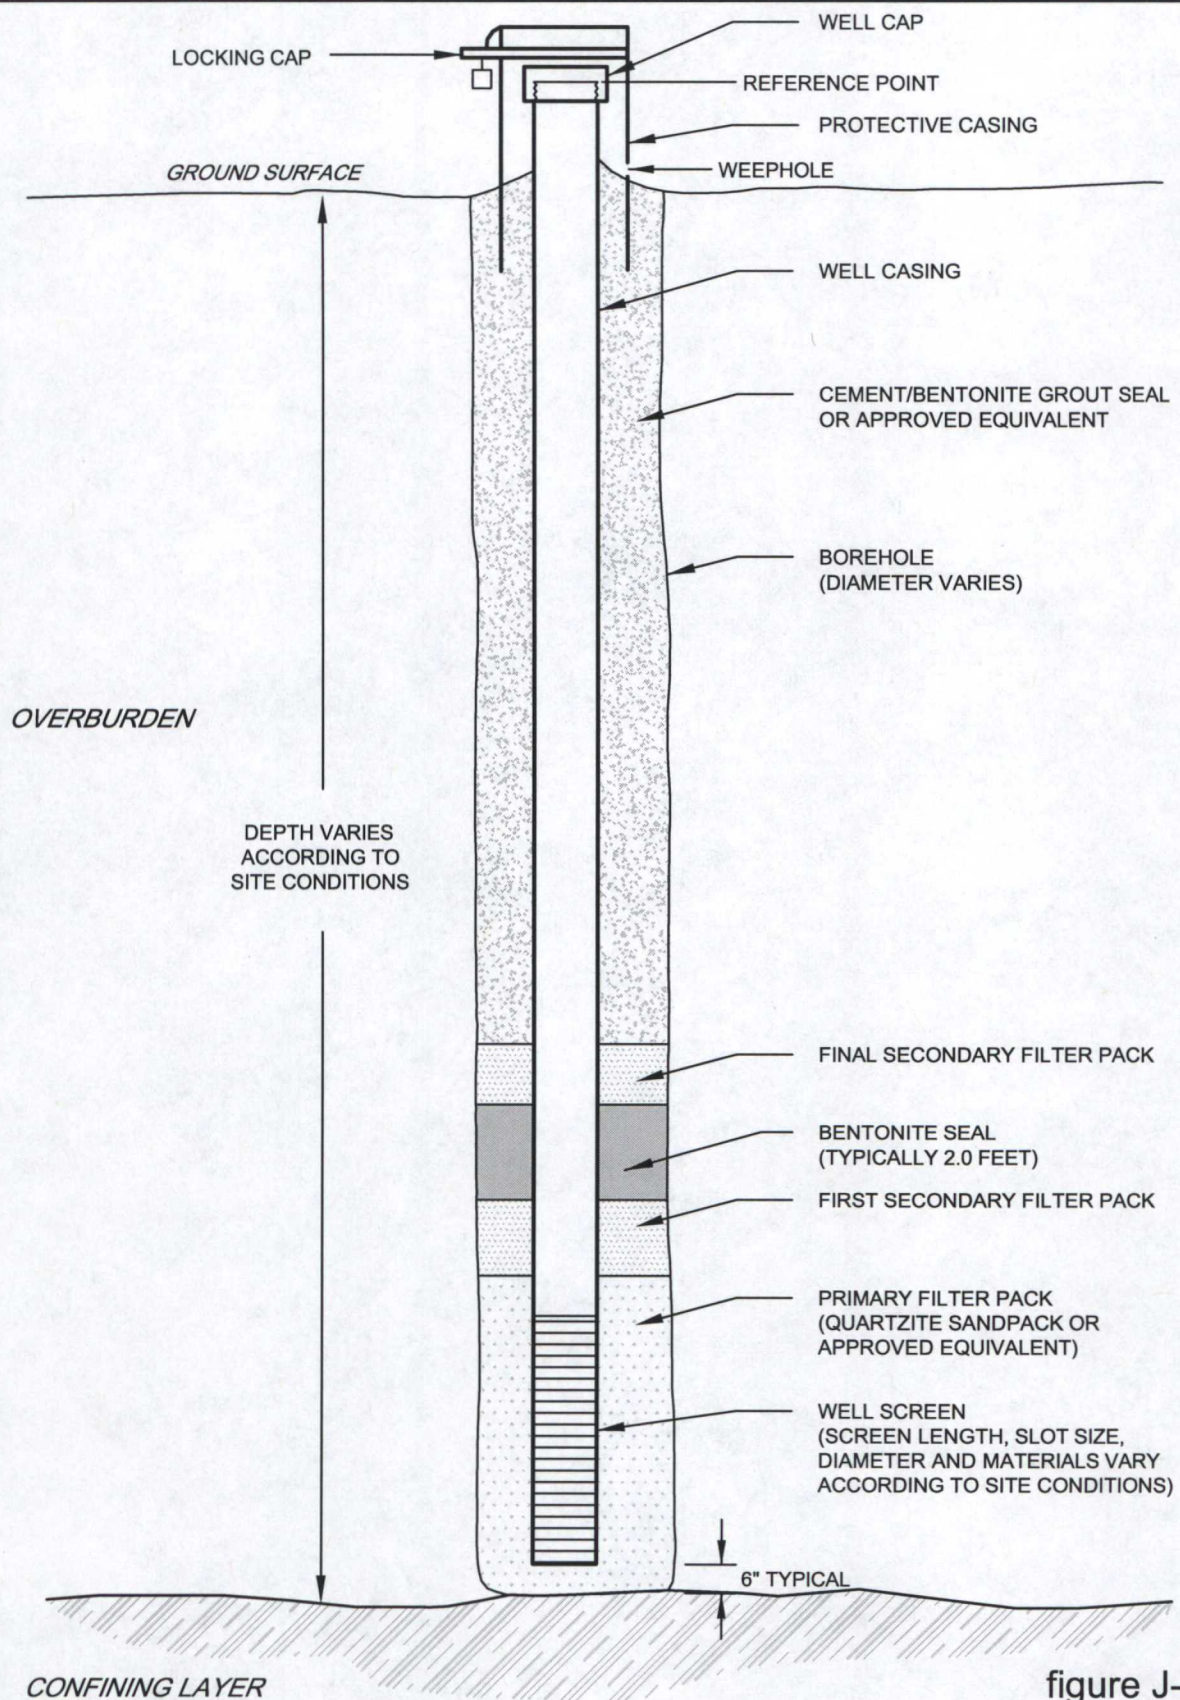 WELL CAP
LOCKING CAP
REFERENCE POINT
PROTECTIVE CASING
WEEPHOLE
GROUND SURFACE
WELL CASING
CEMENT/BENTONITE GROUT SEAL
OR APPROVED EQUIVALENT
BOREHOLE
(DIAMETER VARIES)
OVERBURDEN
DEPTH VARIES
ACCORDING TO
SITE CONDITIONS
FINAL SECONDARY FILTER PACK
BENTONITE SEAL
(TYPICALLY 2.0 FEET)
FIRST SECONDARY FILTER PACK
PRIMARY FILTER PACK
(QUARTZITE SANDPACK OR
APPROVED EQUIVALENT)
WELL SCREEN
(SCREEN LENGTH, SLOT SIZE,
DIAMETER AND MATERIALS VARY
ACCORDING TO SITE CONDITIONS)
6" TYPICAL
CONFINING LAYER
figure J-